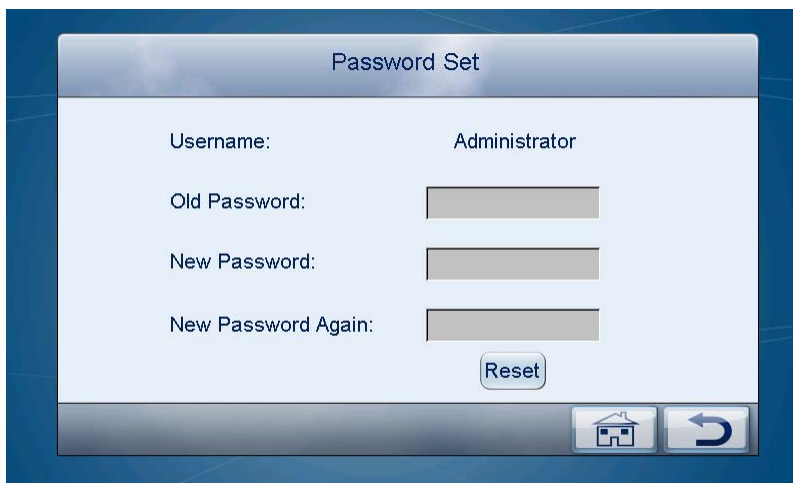 Password Set
Username: Administrator
Old Password:
New Password:
New Password Again:
Reset